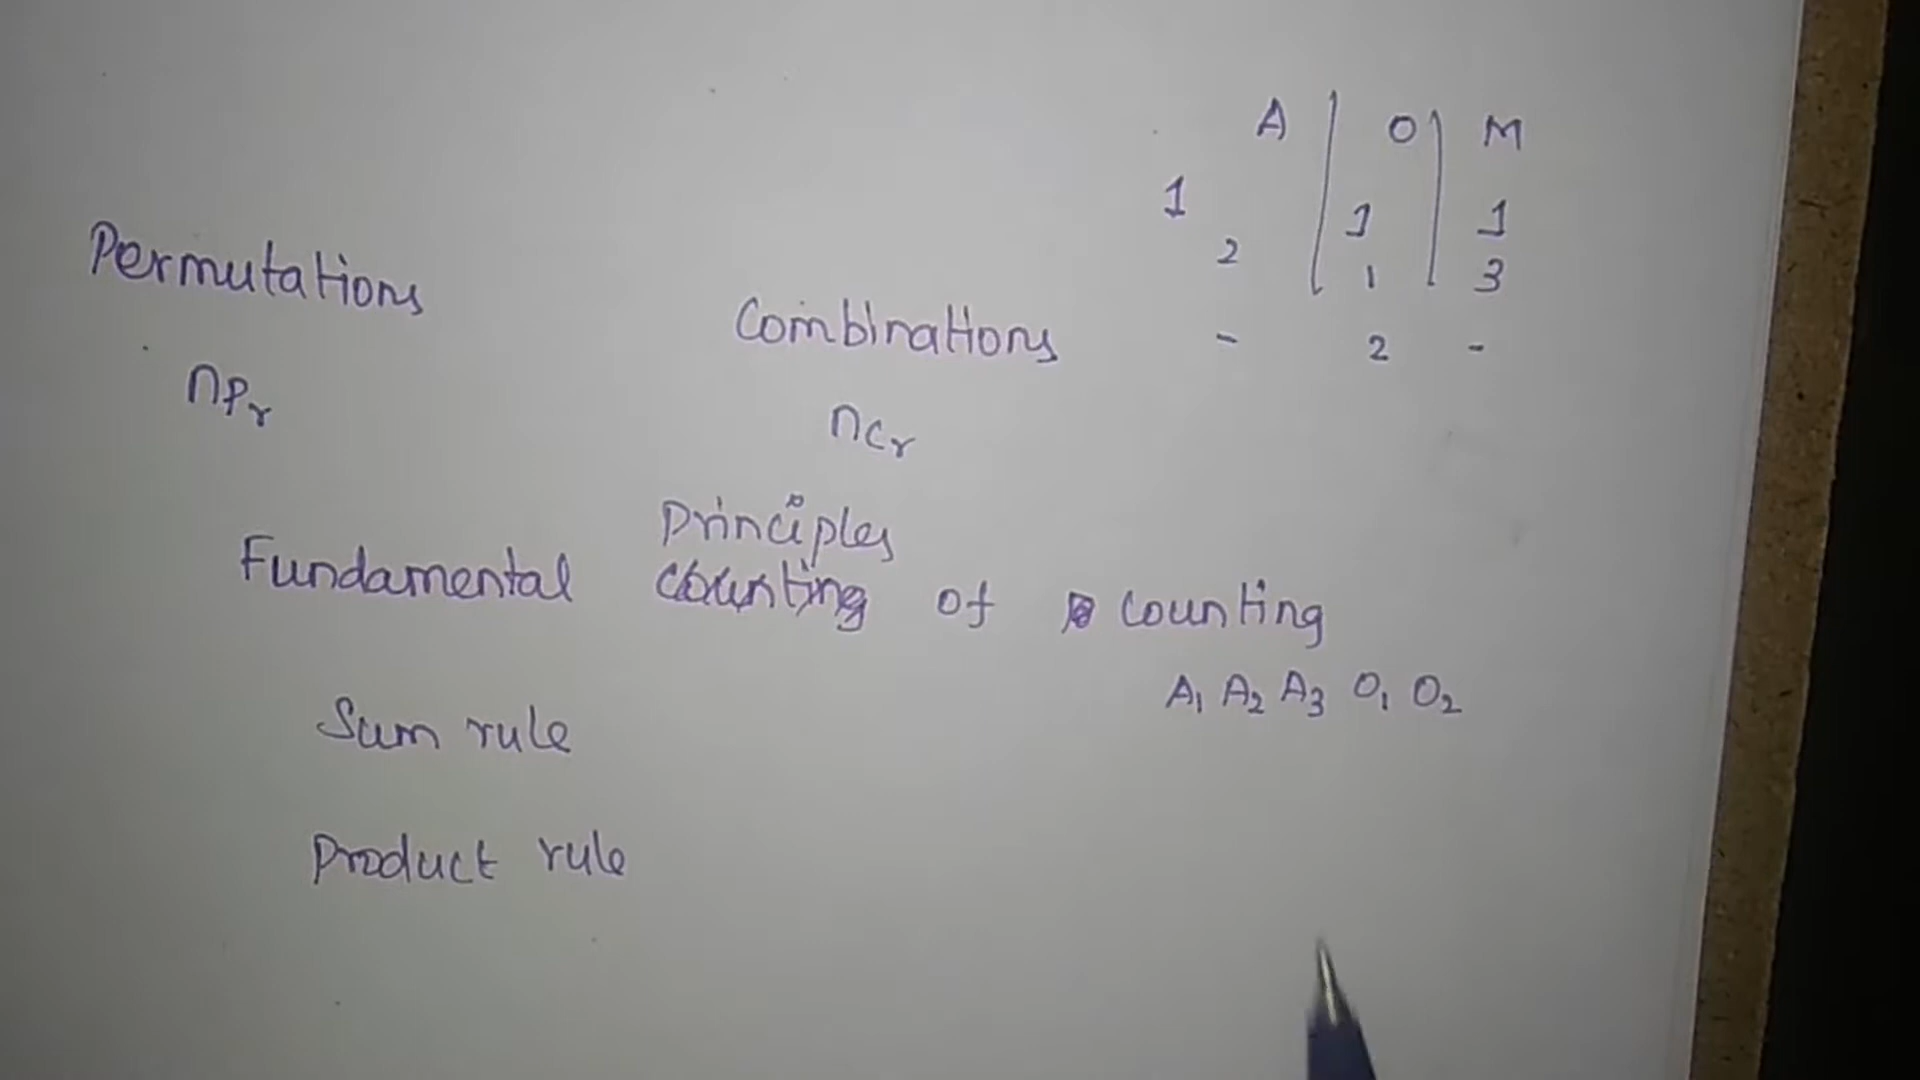 A | O | M
1 1 1
2 1 3
- 2 -
Permutations
Combinations
nPr
nCr
Principles
Fundamental counting of counting
A1 A2 A3 O1 O2
Sum rule
Product rule